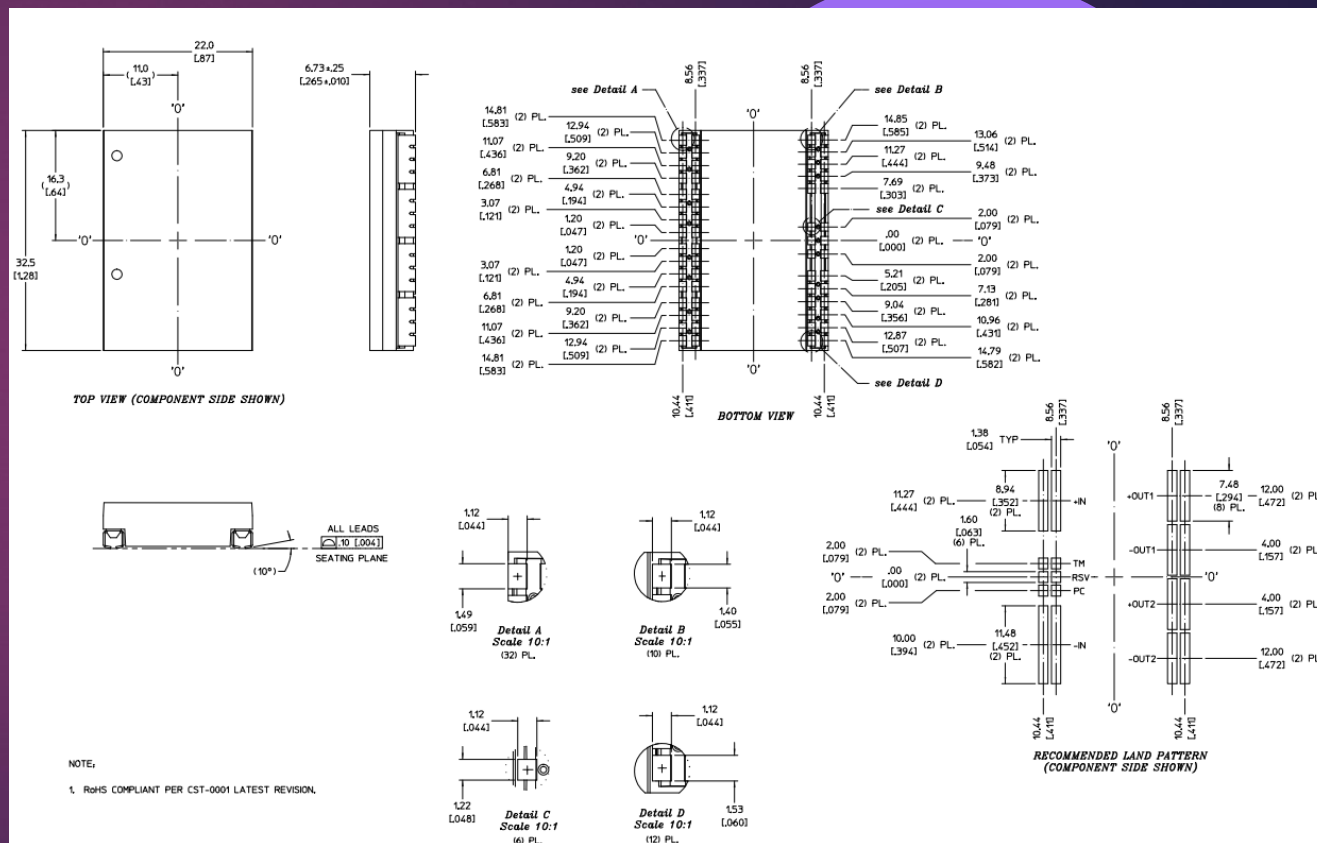 22.0
[.87]
11.0
(.43)
'0'
6.73±.25
[.265±.010]
16.3
(.64)
32.5
[1.28]
'0'
'0'
'0'
TOP VIEW (COMPONENT SIDE SHOWN)
8.56
[.337]
8.56
[.337]
see Detail A
see Detail B
14.81
[.583] (2) PL.
12.94
[.509] (2) PL.
11.07
[.436] (2) PL.
9.20
[.362] (2) PL.
6.81
[.268] (2) PL.
4.94
[.194] (2) PL.
3.07
[.121] (2) PL.
1.20
[.047] (2) PL.
1.20
[.047] (2) PL.
3.07
[.121] (2) PL.
4.94
[.194] (2) PL.
6.81
[.268] (2) PL.
9.20
[.362] (2) PL.
11.07
[.436] (2) PL.
12.94
[.509] (2) PL.
14.81
[.583] (2) PL.
'0'
'0'
'0'
14.85
[.585] (2) PL.
13.06
[.514] (2) PL.
11.27
[.444] (2) PL.
9.48
[.373] (2) PL.
7.69
[.303] (2) PL.
see Detail C
2.00
[.079] (2) PL.
.00
[.000] (2) PL.
'0'
2.00
[.079] (2) PL.
5.21
[.205] (2) PL.
7.13
[.281] (2) PL.
9.04
[.356] (2) PL.
10.96
[.431] (2) PL.
12.87
[.507] (2) PL.
14.79
[.582] (2) PL.
see Detail D
10.44
[.411]
10.44
[.411]
BOTTOM VIEW
ALL LEADS
.10 [.004]
SEATING PLANE
(10°)
1.12
[.044]
1.49
[.059]
Detail A
Scale 10:1
(32) PL.
1.12
[.044]
1.40
[.055]
Detail B
Scale 10:1
(10) PL.
1.12
[.044]
1.22
[.048]
Detail C
Scale 10:1
(6) PL.
1.12
[.044]
1.53
[.060]
Detail D
Scale 10:1
(12) PL.
8.56
[.337]
8.56
[.337]
1.38
[.054] TYP
'0'
11.27
[.444] (2) PL.
8.94
[.352]
(2) PL.
+IN
1.60
[.063]
(6) PL.
2.00
[.079] (2) PL.
TM
'0'
.00
[.000] (2) PL.
RSV
2.00
[.079] (2) PL.
PC
10.00
[.394] (2) PL.
11.48
[.452]
(2) PL.
-IN
+OUT1
7.48
[.294]
(8) PL.
12.00
[.472] (2) PL
-OUT1
4.00
[.157] (2) PL
'0'
+OUT2
4.00
[.157] (2) PL
-OUT2
12.00
[.472] (2) PL
'0'
10.44
[.411]
10.44
[.411]
RECOMMENDED LAND PATTERN
(COMPONENT SIDE SHOWN)
NOTE,
1. RoHS COMPLIANT PER CST-0001 LATEST REVISION.